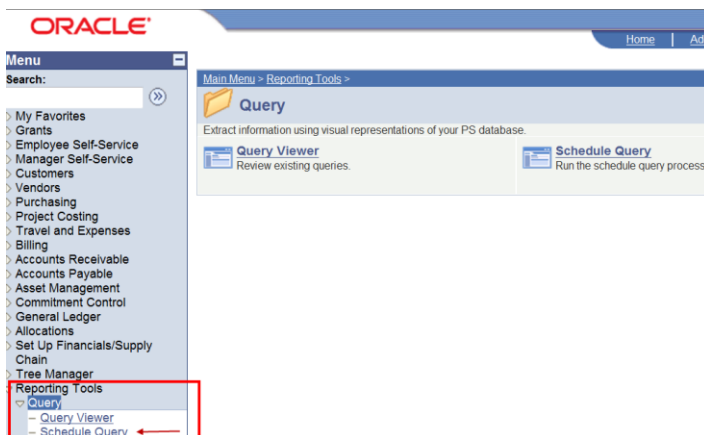 ORACLE
Home | Ad
Menu
Search:
My Favorites
Grants
Employee Self-Service
Manager Self-Service
Customers
Vendors
Purchasing
Project Costing
Travel and Expenses
Billing
Accounts Receivable
Accounts Payable
Asset Management
Commitment Control
General Ledger
Allocations
Set Up Financials/Supply
Chain
Tree Manager
Reporting Tools
Query
– Query Viewer
– Schedule Query
Main Menu > Reporting Tools >
Query
Extract information using visual representations of your PS database.
Query Viewer
Review existing queries.
Schedule Query
Run the schedule query process